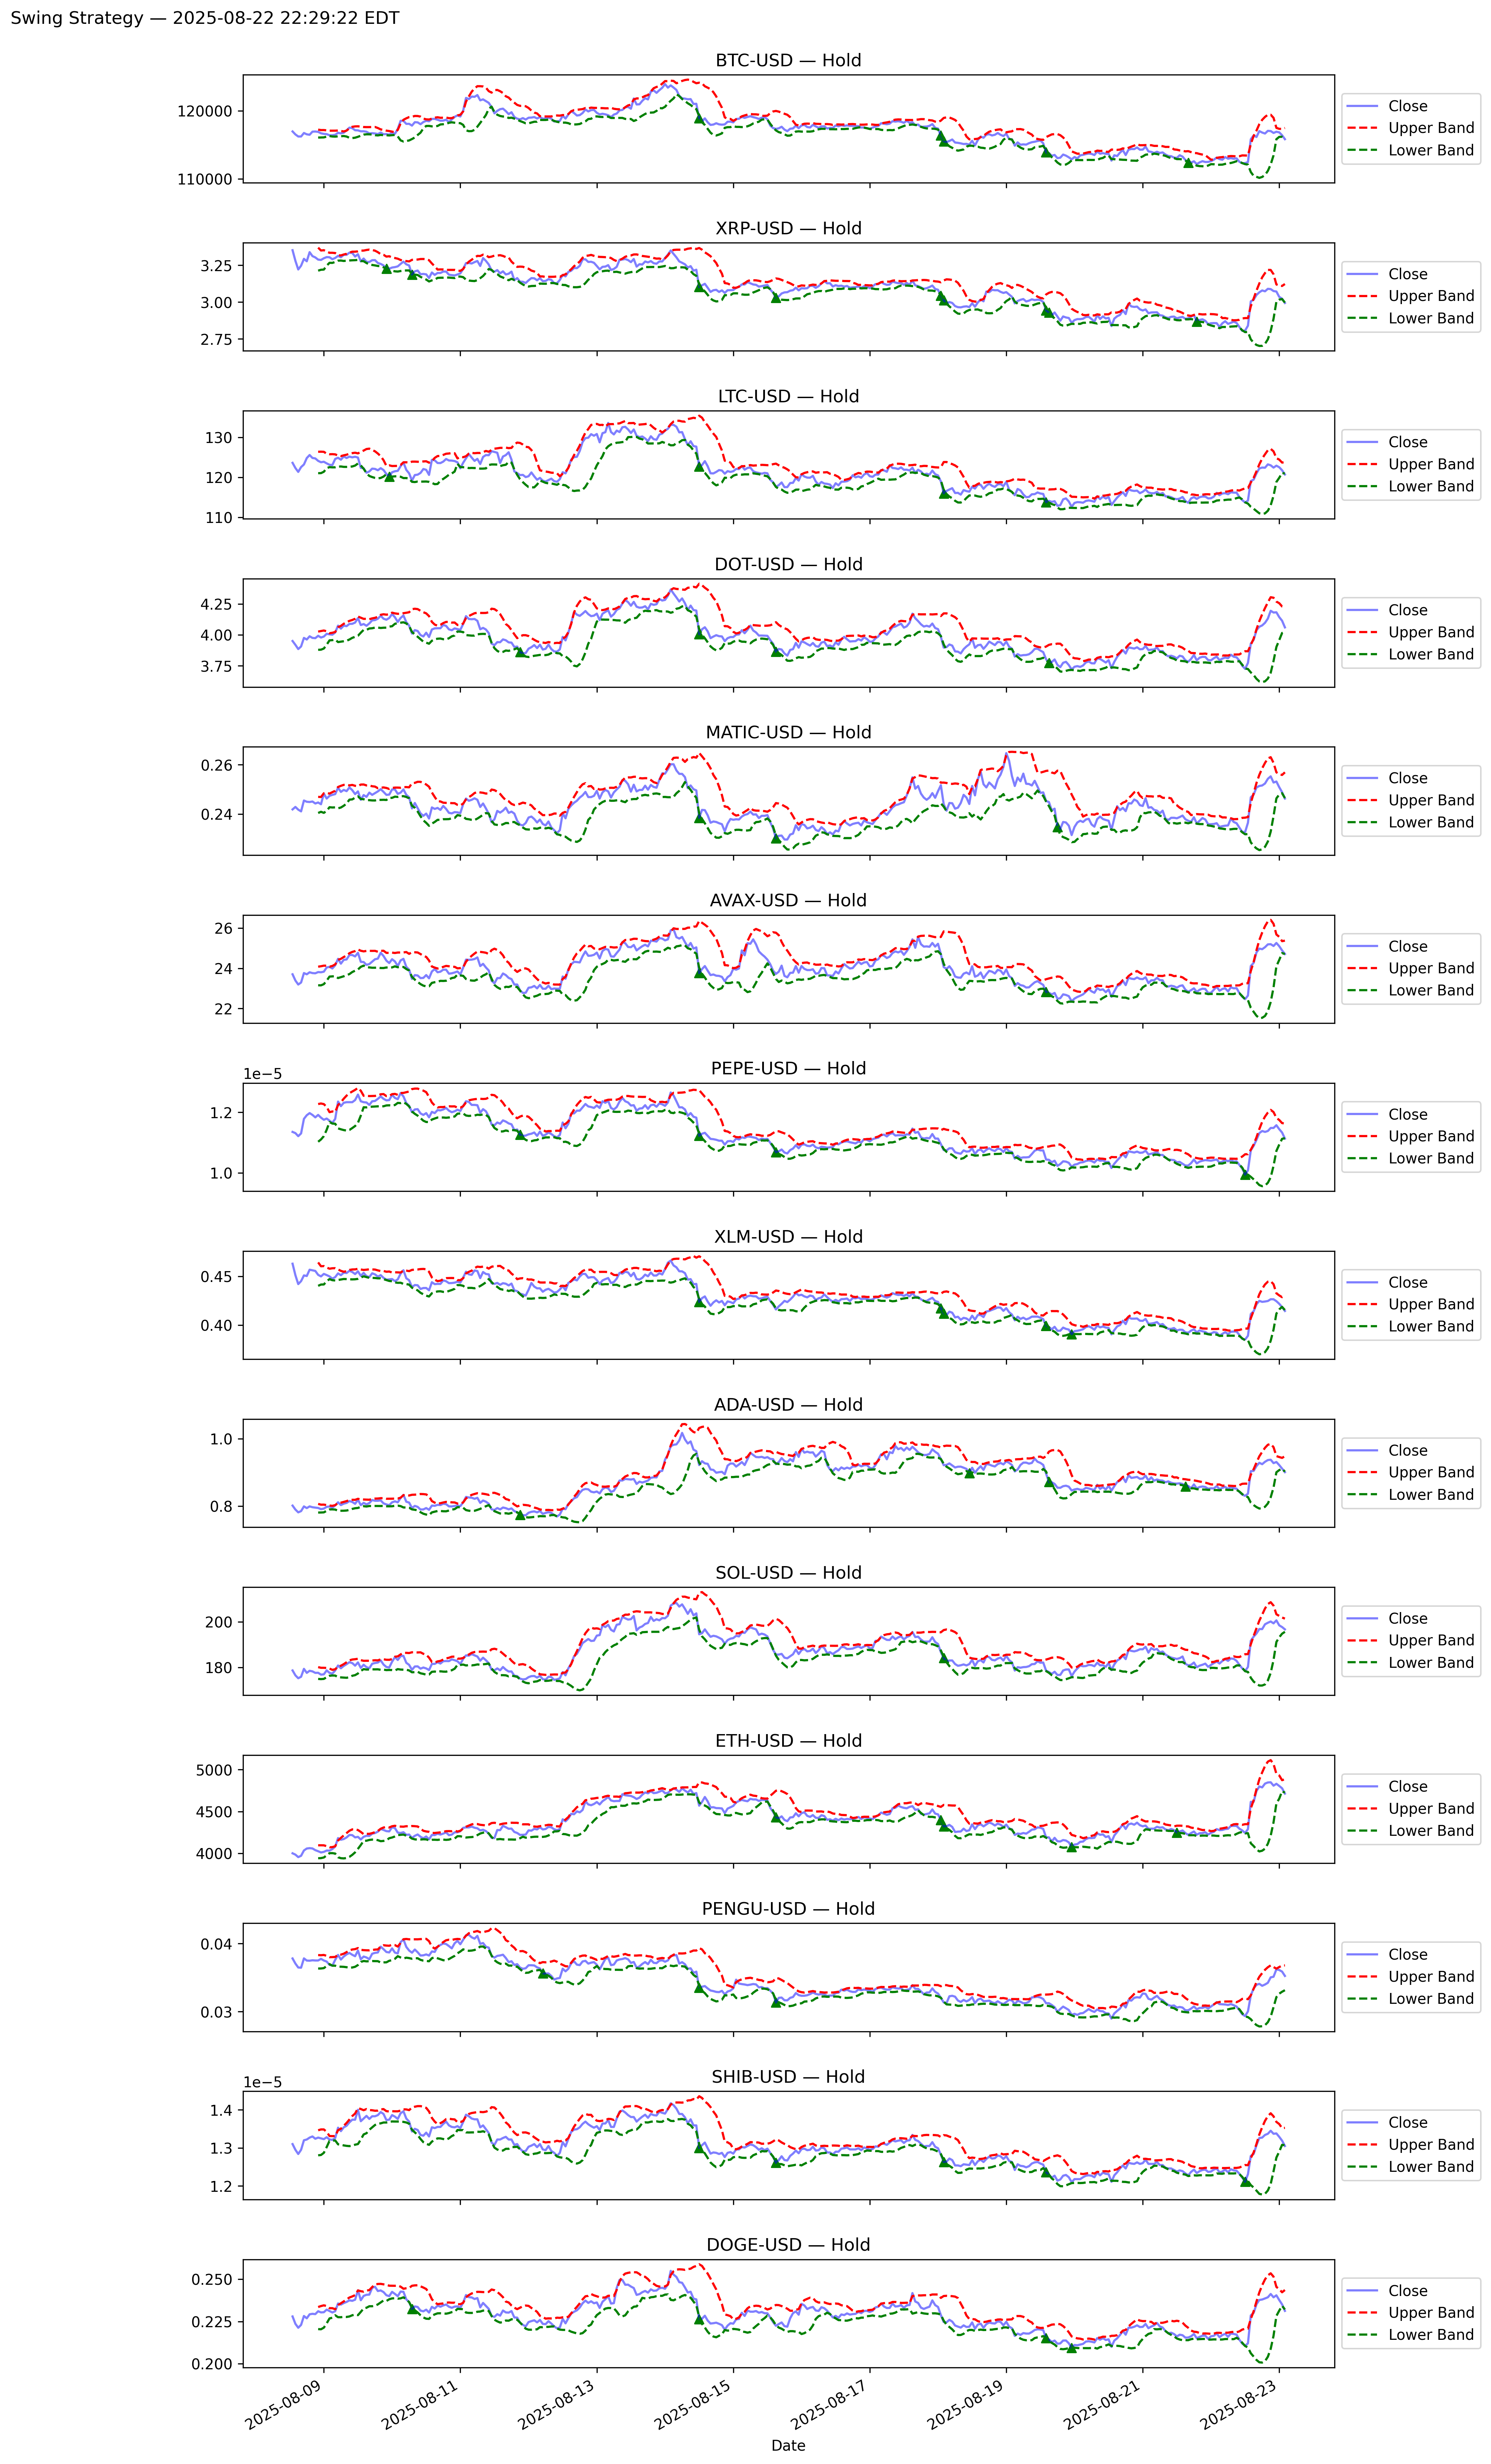 Swing Strategy — 2025-08-22 22:29:22 EDT
BTC-USD — Hold
120000
110000
Close
Upper Band
Lower Band
XRP-USD — Hold
3.25
3.00
2.75
Close
Upper Band
Lower Band
LTC-USD — Hold
130
120
110
Close
Upper Band
Lower Band
DOT-USD — Hold
4.25
4.00
3.75
Close
Upper Band
Lower Band
MATIC-USD — Hold
0.26
0.24
Close
Upper Band
Lower Band
AVAX-USD — Hold
26
24
22
Close
Upper Band
Lower Band
PEPE-USD — Hold
1e−5
1.2
1.0
Close
Upper Band
Lower Band
XLM-USD — Hold
0.45
0.40
Close
Upper Band
Lower Band
ADA-USD — Hold
1.0
0.8
Close
Upper Band
Lower Band
SOL-USD — Hold
200
180
Close
Upper Band
Lower Band
ETH-USD — Hold
5000
4500
4000
Close
Upper Band
Lower Band
PENGU-USD — Hold
0.04
0.03
Close
Upper Band
Lower Band
SHIB-USD — Hold
1e−5
1.4
1.3
1.2
Close
Upper Band
Lower Band
DOGE-USD — Hold
0.250
0.225
0.200
Close
Upper Band
Lower Band
2025-08-09
2025-08-11
2025-08-13
2025-08-15
2025-08-17
2025-08-19
2025-08-21
2025-08-23
Date